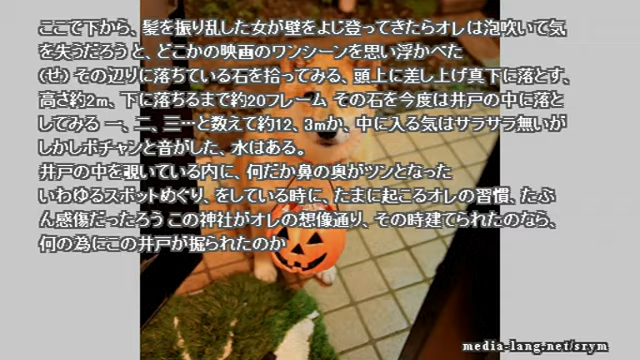 ここで下から、髪を振り乱した女が壁をよじ登ってきたらオレは泡吹いて気
を失うだろうと、どこかの映画のワンシーンを思い浮かべた
(せ) その辺りに落ちている石を拾ってみる、頭上に差し上げ真下に落とす、
高さ約2m、下に落ちるまで約20フレーム その石を今度は井戸の中に落と
してみる 一、二、三…と数えて約12、3mか、中に入る気はサラサラ無いが
しかしボチャンと音がした、水はある。
井戸の中を覗いている内に、何だか鼻の奥がツンとなった
いわゆるスポットめぐり、をしている時に、たまに起こるオレの習慣、たぶ
ん感傷だったろう この神社がオレの想像通り、その時建てられたのなら、
何の為にこの井戸が掘られたのか
media-lang.net/srym